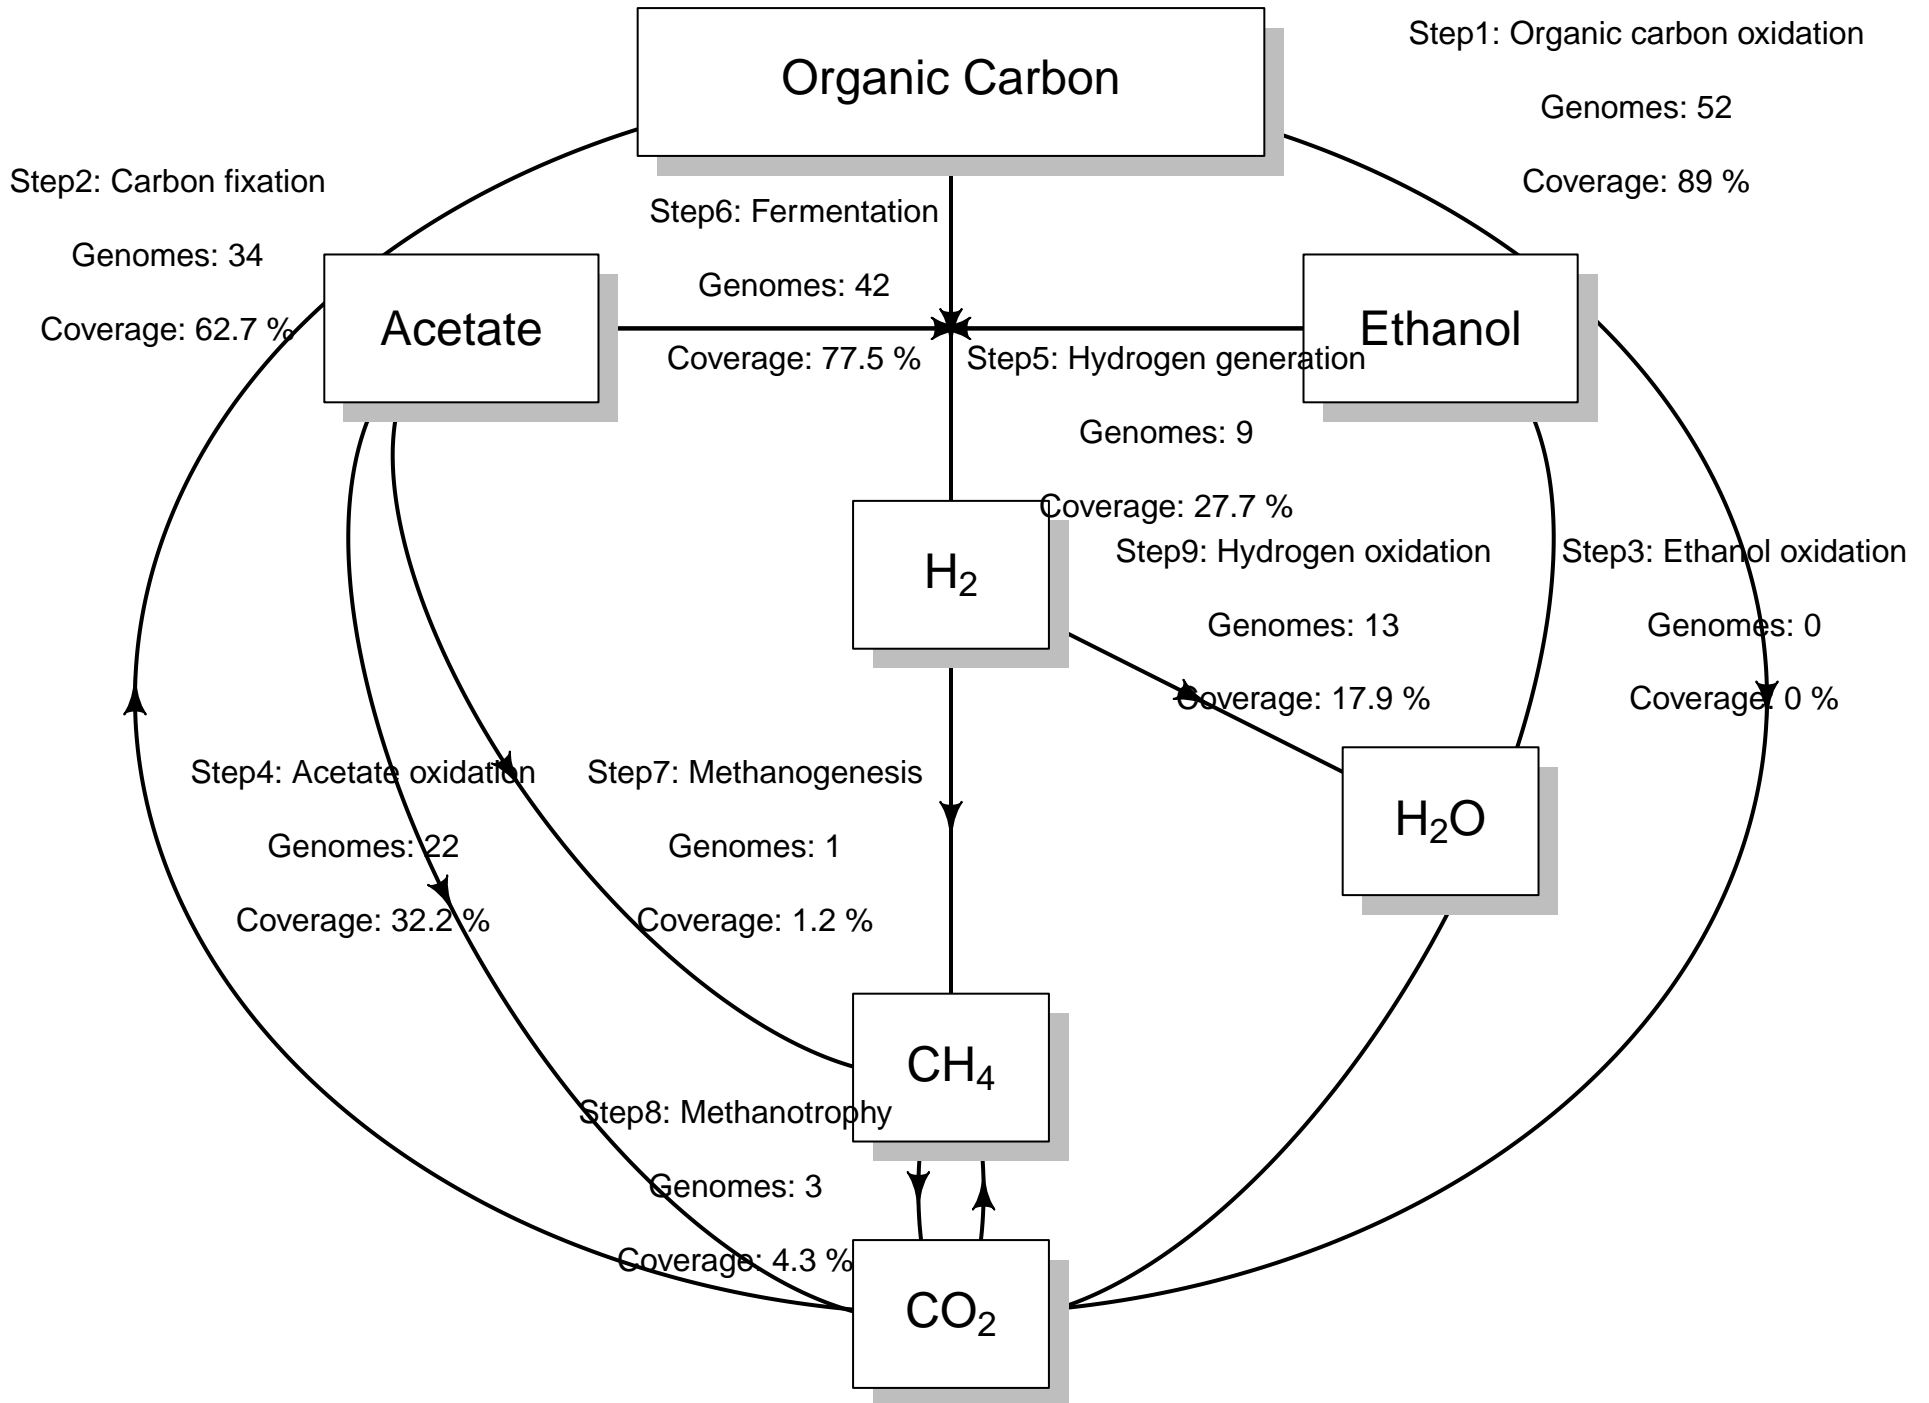 Organic Carbon
Step1: Organic carbon oxidation
Genomes: 52
Coverage: 89 %
Step2: Carbon fixation
Genomes: 34
Coverage: 62.7 %
Step6: Fermentation
Genomes: 42
Coverage: 77.5 %
Acetate
Ethanol
Step5: Hydrogen generation
Genomes: 9
Coverage: 27.7 %
H₂
Step9: Hydrogen oxidation
Genomes: 13
Coverage: 17.9 %
Step3: Ethanol oxidation
Genomes: 0
Coverage: 0 %
Step4: Acetate oxidation
Genomes: 22
Coverage: 32.2 %
Step7: Methanogenesis
Genomes: 1
Coverage: 1.2 %
H₂O
CH₄
Step8: Methanotrophy
Genomes: 3
Coverage: 4.3 %
CO₂